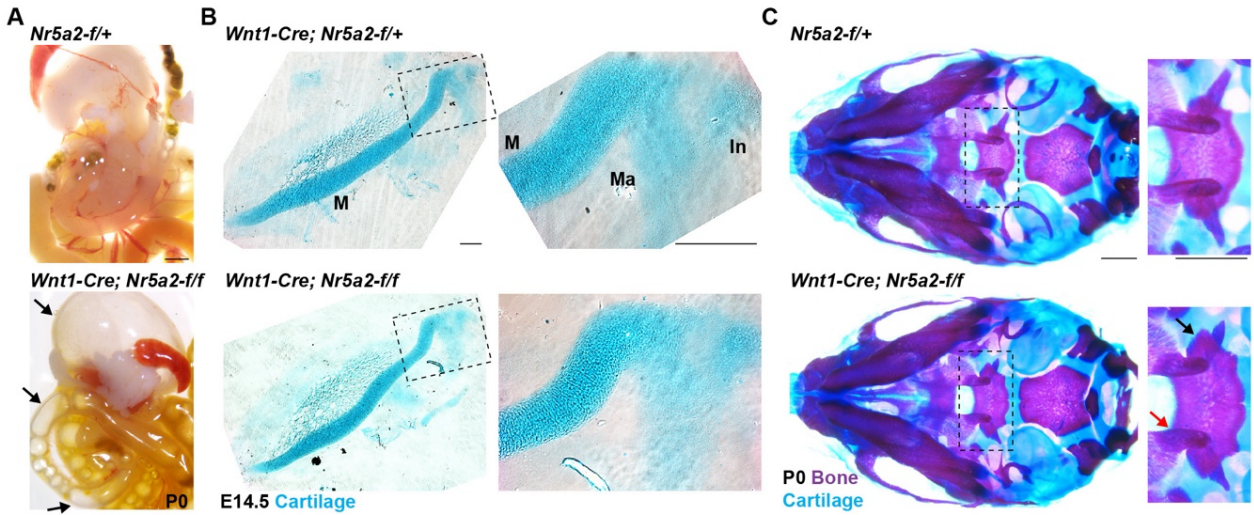 A
Nr5a2-f/+
Wnt1-Cre; Nr5a2-f/f
P0
B
Wnt1-Cre; Nr5a2-f/+
M
M
Ma
In
Wnt1-Cre; Nr5a2-f/f
E14.5 Cartilage
C
Nr5a2-f/+
Wnt1-Cre; Nr5a2-f/f
P0 Bone
Cartilage